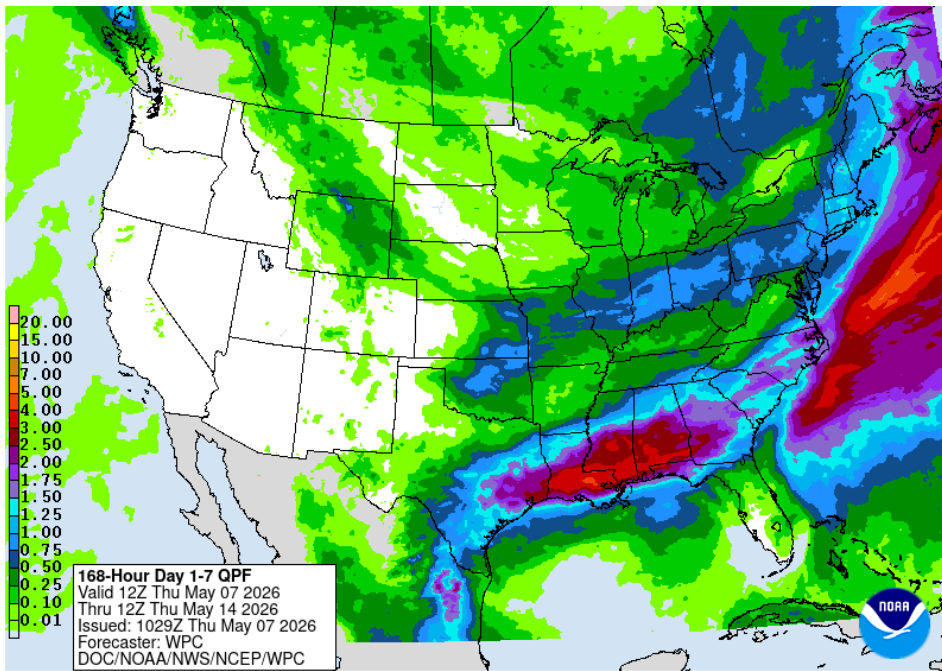 20.00
15.00
10.00
7.00
5.00
4.00
3.00
2.50
2.00
1.75
1.50
1.25
1.00
0.75
0.50
0.25
0.10
0.01
168-Hour Day 1-7 QPF
Valid 12Z Thu May 07 2026
Thru 12Z Thu May 14 2026
Issued: 1029Z Thu May 07 2026
Forecaster: WPC
DOC/NOAA/NWS/NCEP/WPC
NOAA